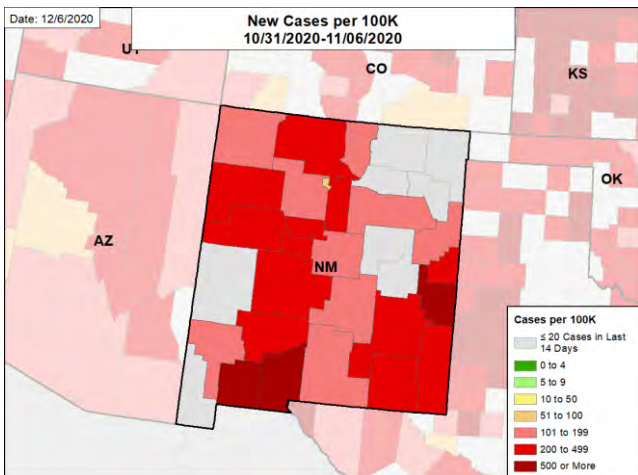 Date: 12/6/2020
New Cases per 100K
10/31/2020-11/06/2020
UT
CO
KS
OK
AZ
NM
Cases per 100K
≤ 20 Cases in Last
14 Days
0 to 4
5 to 9
10 to 50
51 to 100
101 to 199
200 to 499
500 or More